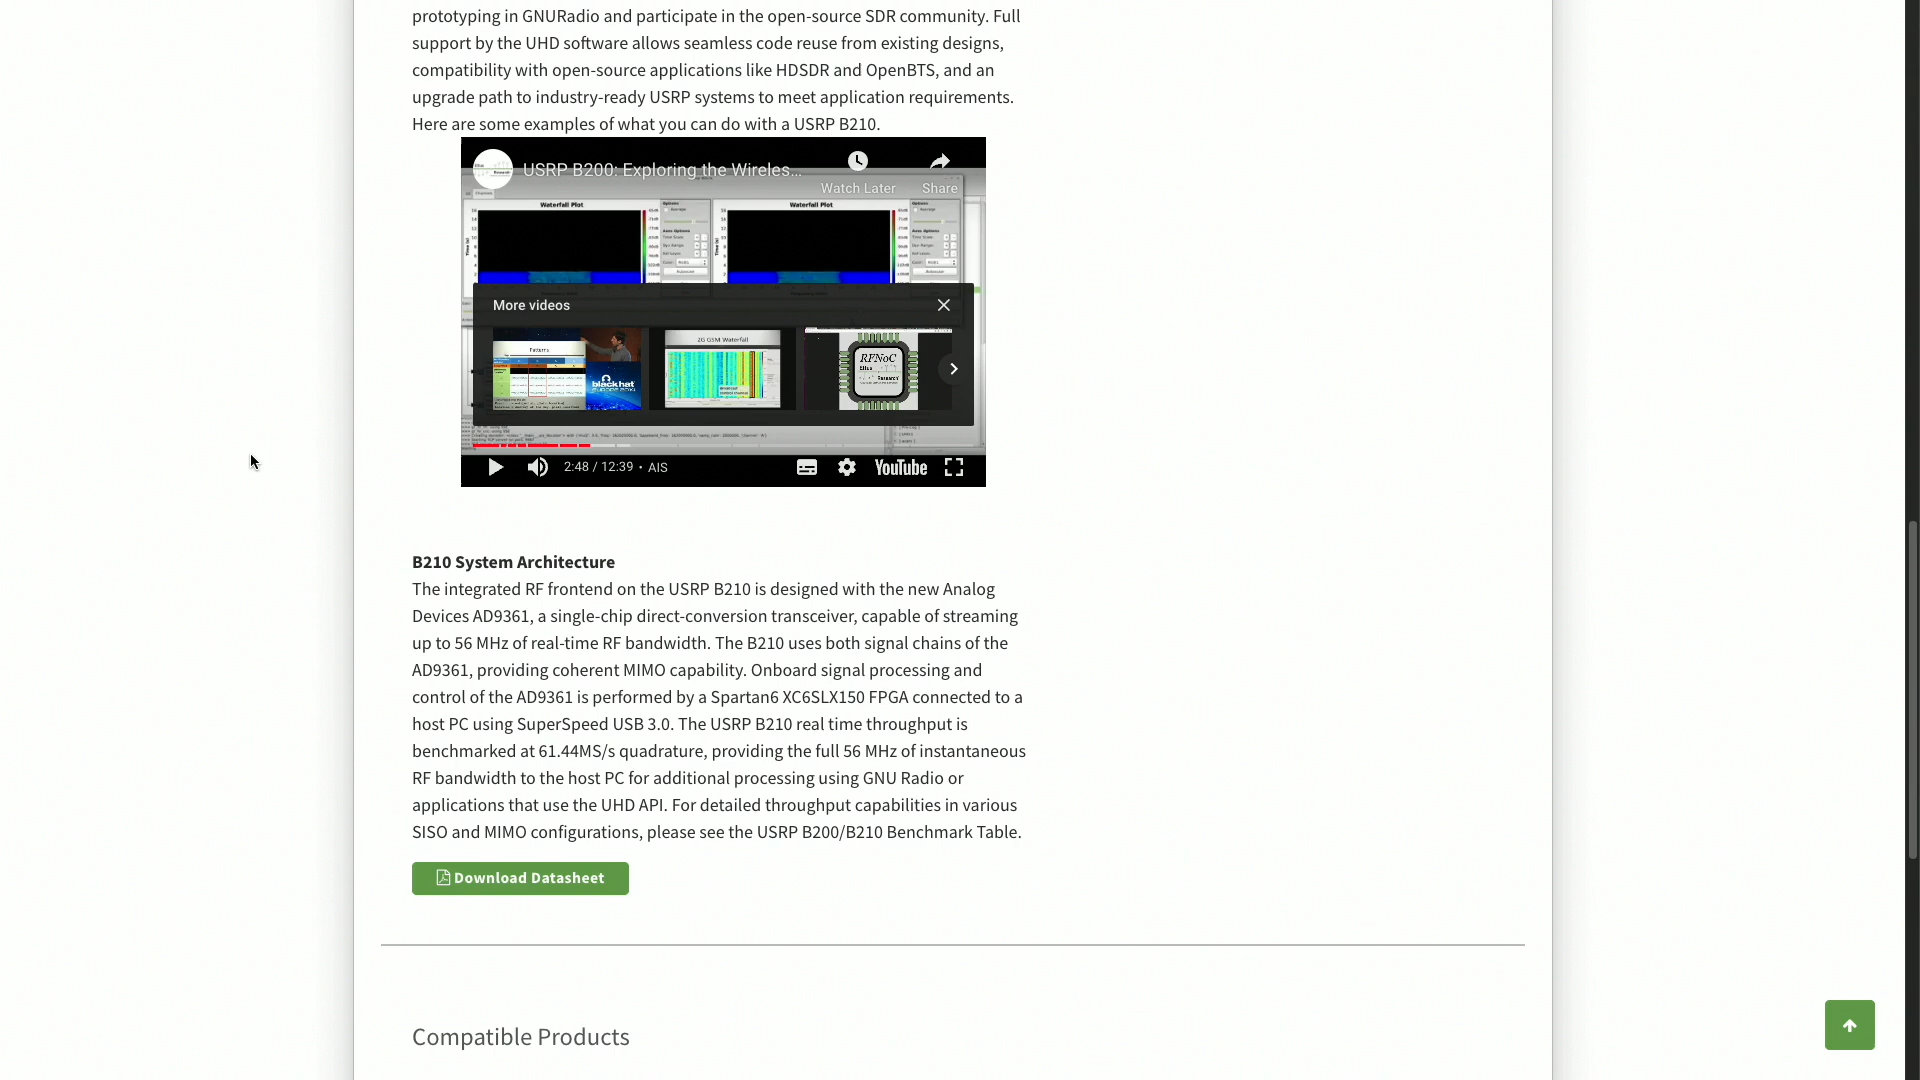 prototyping in GNURadio and participate in the open-source SDR community. Full
support by the UHD software allows seamless code reuse from existing designs,
compatibility with open-source applications like HDSDR and OpenBTS, and an
upgrade path to industry-ready USRP systems to meet application requirements.
Here are some examples of what you can do with a USRP B210.
USRP B200: Exploring the Wireles...
Watch Later
Share
Waterfall Plot
Waterfall Plot
More videos
Patterns
blackhat
2G GSM Waterfall
RFNoC
Ettus
Research
2:48 / 12:39 • AIS
YouTube
B210 System Architecture
The integrated RF frontend on the USRP B210 is designed with the new Analog
Devices AD9361, a single-chip direct-conversion transceiver, capable of streaming
up to 56 MHz of real-time RF bandwidth. The B210 uses both signal chains of the
AD9361, providing coherent MIMO capability. Onboard signal processing and
control of the AD9361 is performed by a Spartan6 XC6SLX150 FPGA connected to a
host PC using SuperSpeed USB 3.0. The USRP B210 real time throughput is
benchmarked at 61.44MS/s quadrature, providing the full 56 MHz of instantaneous
RF bandwidth to the host PC for additional processing using GNU Radio or
applications that use the UHD API. For detailed throughput capabilities in various
SISO and MIMO configurations, please see the USRP B200/B210 Benchmark Table.
Download Datasheet
Compatible Products